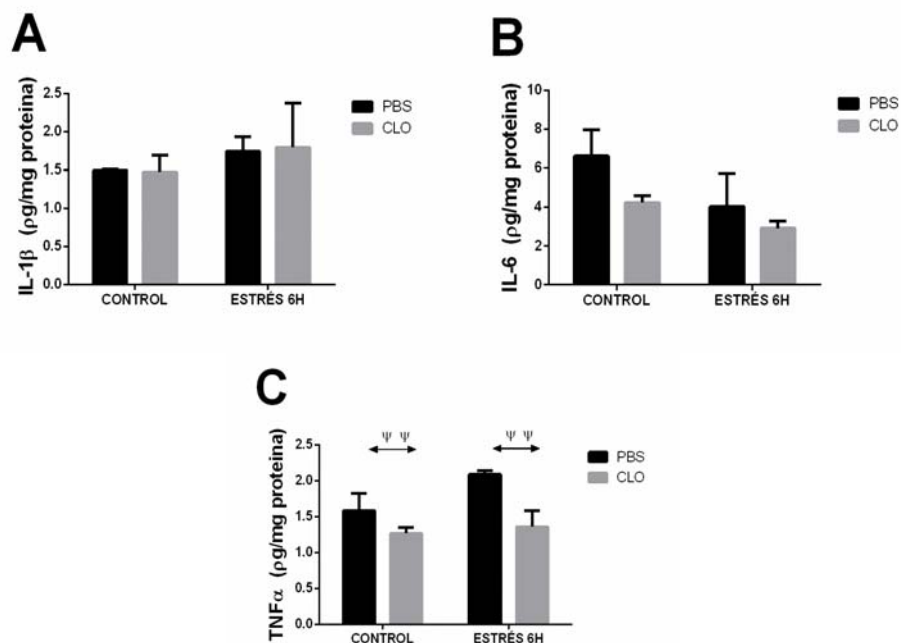 A
IL-1β (ρg/mg proteina)
2.5
2.0
1.5
1.0
0.5
0.0
CONTROL
ESTRÉS 6H
PBS
CLO
B
IL-6 (ρg/mg proteina)
10
8
6
4
2
0
CONTROL
ESTRÉS 6H
PBS
CLO
C
TNFα (ρg/mg proteina)
2.5
2.0
1.5
1.0
0.5
0.0
Ψ Ψ
Ψ Ψ
CONTROL
ESTRÉS 6H
PBS
CLO